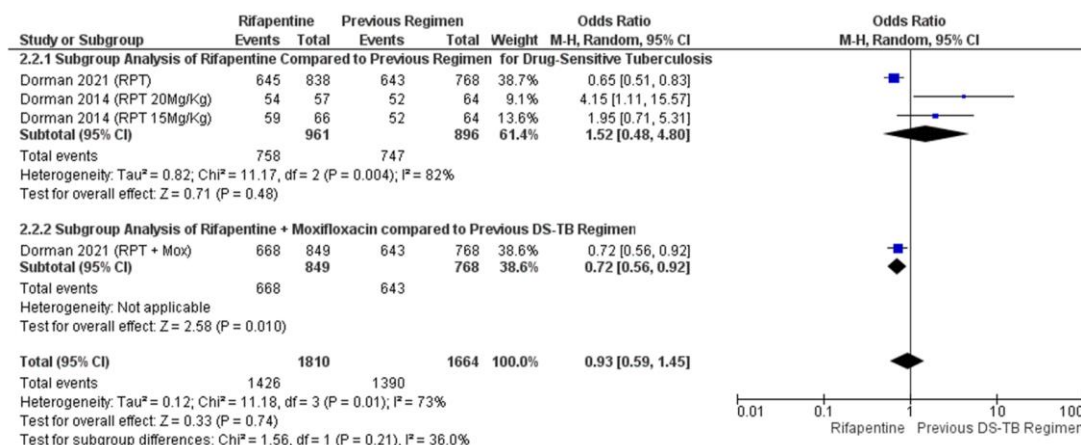 Rifapentine Previous Regimen Odds Ratio Odds Ratio
Study or Subgroup Events Total Events Total Weight M-H, Random, 95% CI M-H, Random, 95% CI
2.2.1 Subgroup Analysis of Rifapentine Compared to Previous Regimen for Drug-Sensitive Tuberculosis
Dorman 2021 (RPT) 645 838 643 768 38.7% 0.65 [0.51, 0.83]
Dorman 2014 (RPT 20Mg/Kg) 54 57 52 64 9.1% 4.15 [1.11, 15.57]
Dorman 2014 (RPT 15Mg/Kg) 59 66 52 64 13.6% 1.95 [0.71, 5.31]
Subtotal (95% CI) 961 896 61.4% 1.52 [0.48, 4.80]
Total events 758 747
Heterogeneity: Tau² = 0.82; Chi² = 11.17, df = 2 (P = 0.004); I² = 82%
Test for overall effect: Z = 0.71 (P = 0.48)
2.2.2 Subgroup Analysis of Rifapentine + Moxifloxacin compared to Previous DS-TB Regimen
Dorman 2021 (RPT + Mox) 668 849 643 768 38.6% 0.72 [0.56, 0.92]
Subtotal (95% CI) 849 768 38.6% 0.72 [0.56, 0.92]
Total events 668 643
Heterogeneity: Not applicable
Test for overall effect: Z = 2.58 (P = 0.010)
Total (95% CI) 1810 1664 100.0% 0.93 [0.59, 1.45]
Total events 1426 1390
Heterogeneity: Tau² = 0.12; Chi² = 11.18, df = 3 (P = 0.01); I² = 73%
Test for overall effect: Z = 0.33 (P = 0.74)
Test for subgroup differences: Chi² = 1.56, df = 1 (P = 0.21), I² = 36.0%
0.01 0.1 1 10 100
Rifapentine Previous DS-TB Regimen